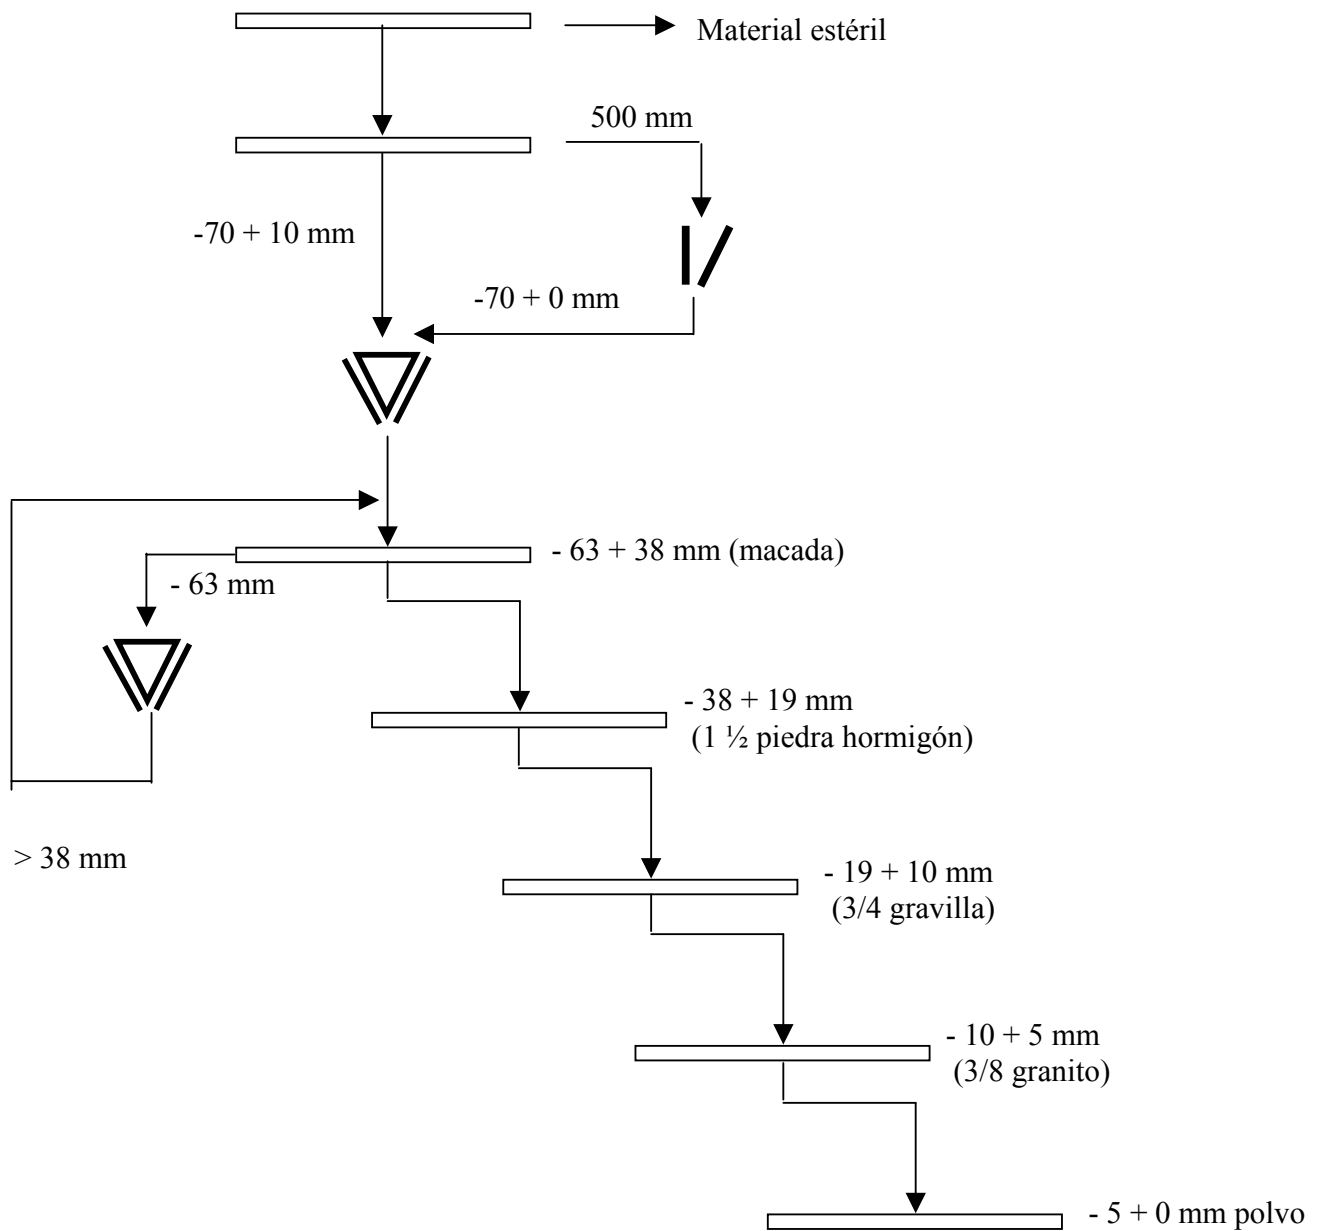 Material estéril
500 mm
-70 + 10 mm
-70 + 0 mm
- 63 + 38 mm (macada)
- 63 mm
- 38 + 19 mm
(1 ½ piedra hormigón)
> 38 mm
- 19 + 10 mm
(3/4 gravilla)
- 10 + 5 mm
(3/8 granito)
- 5 + 0 mm polvo